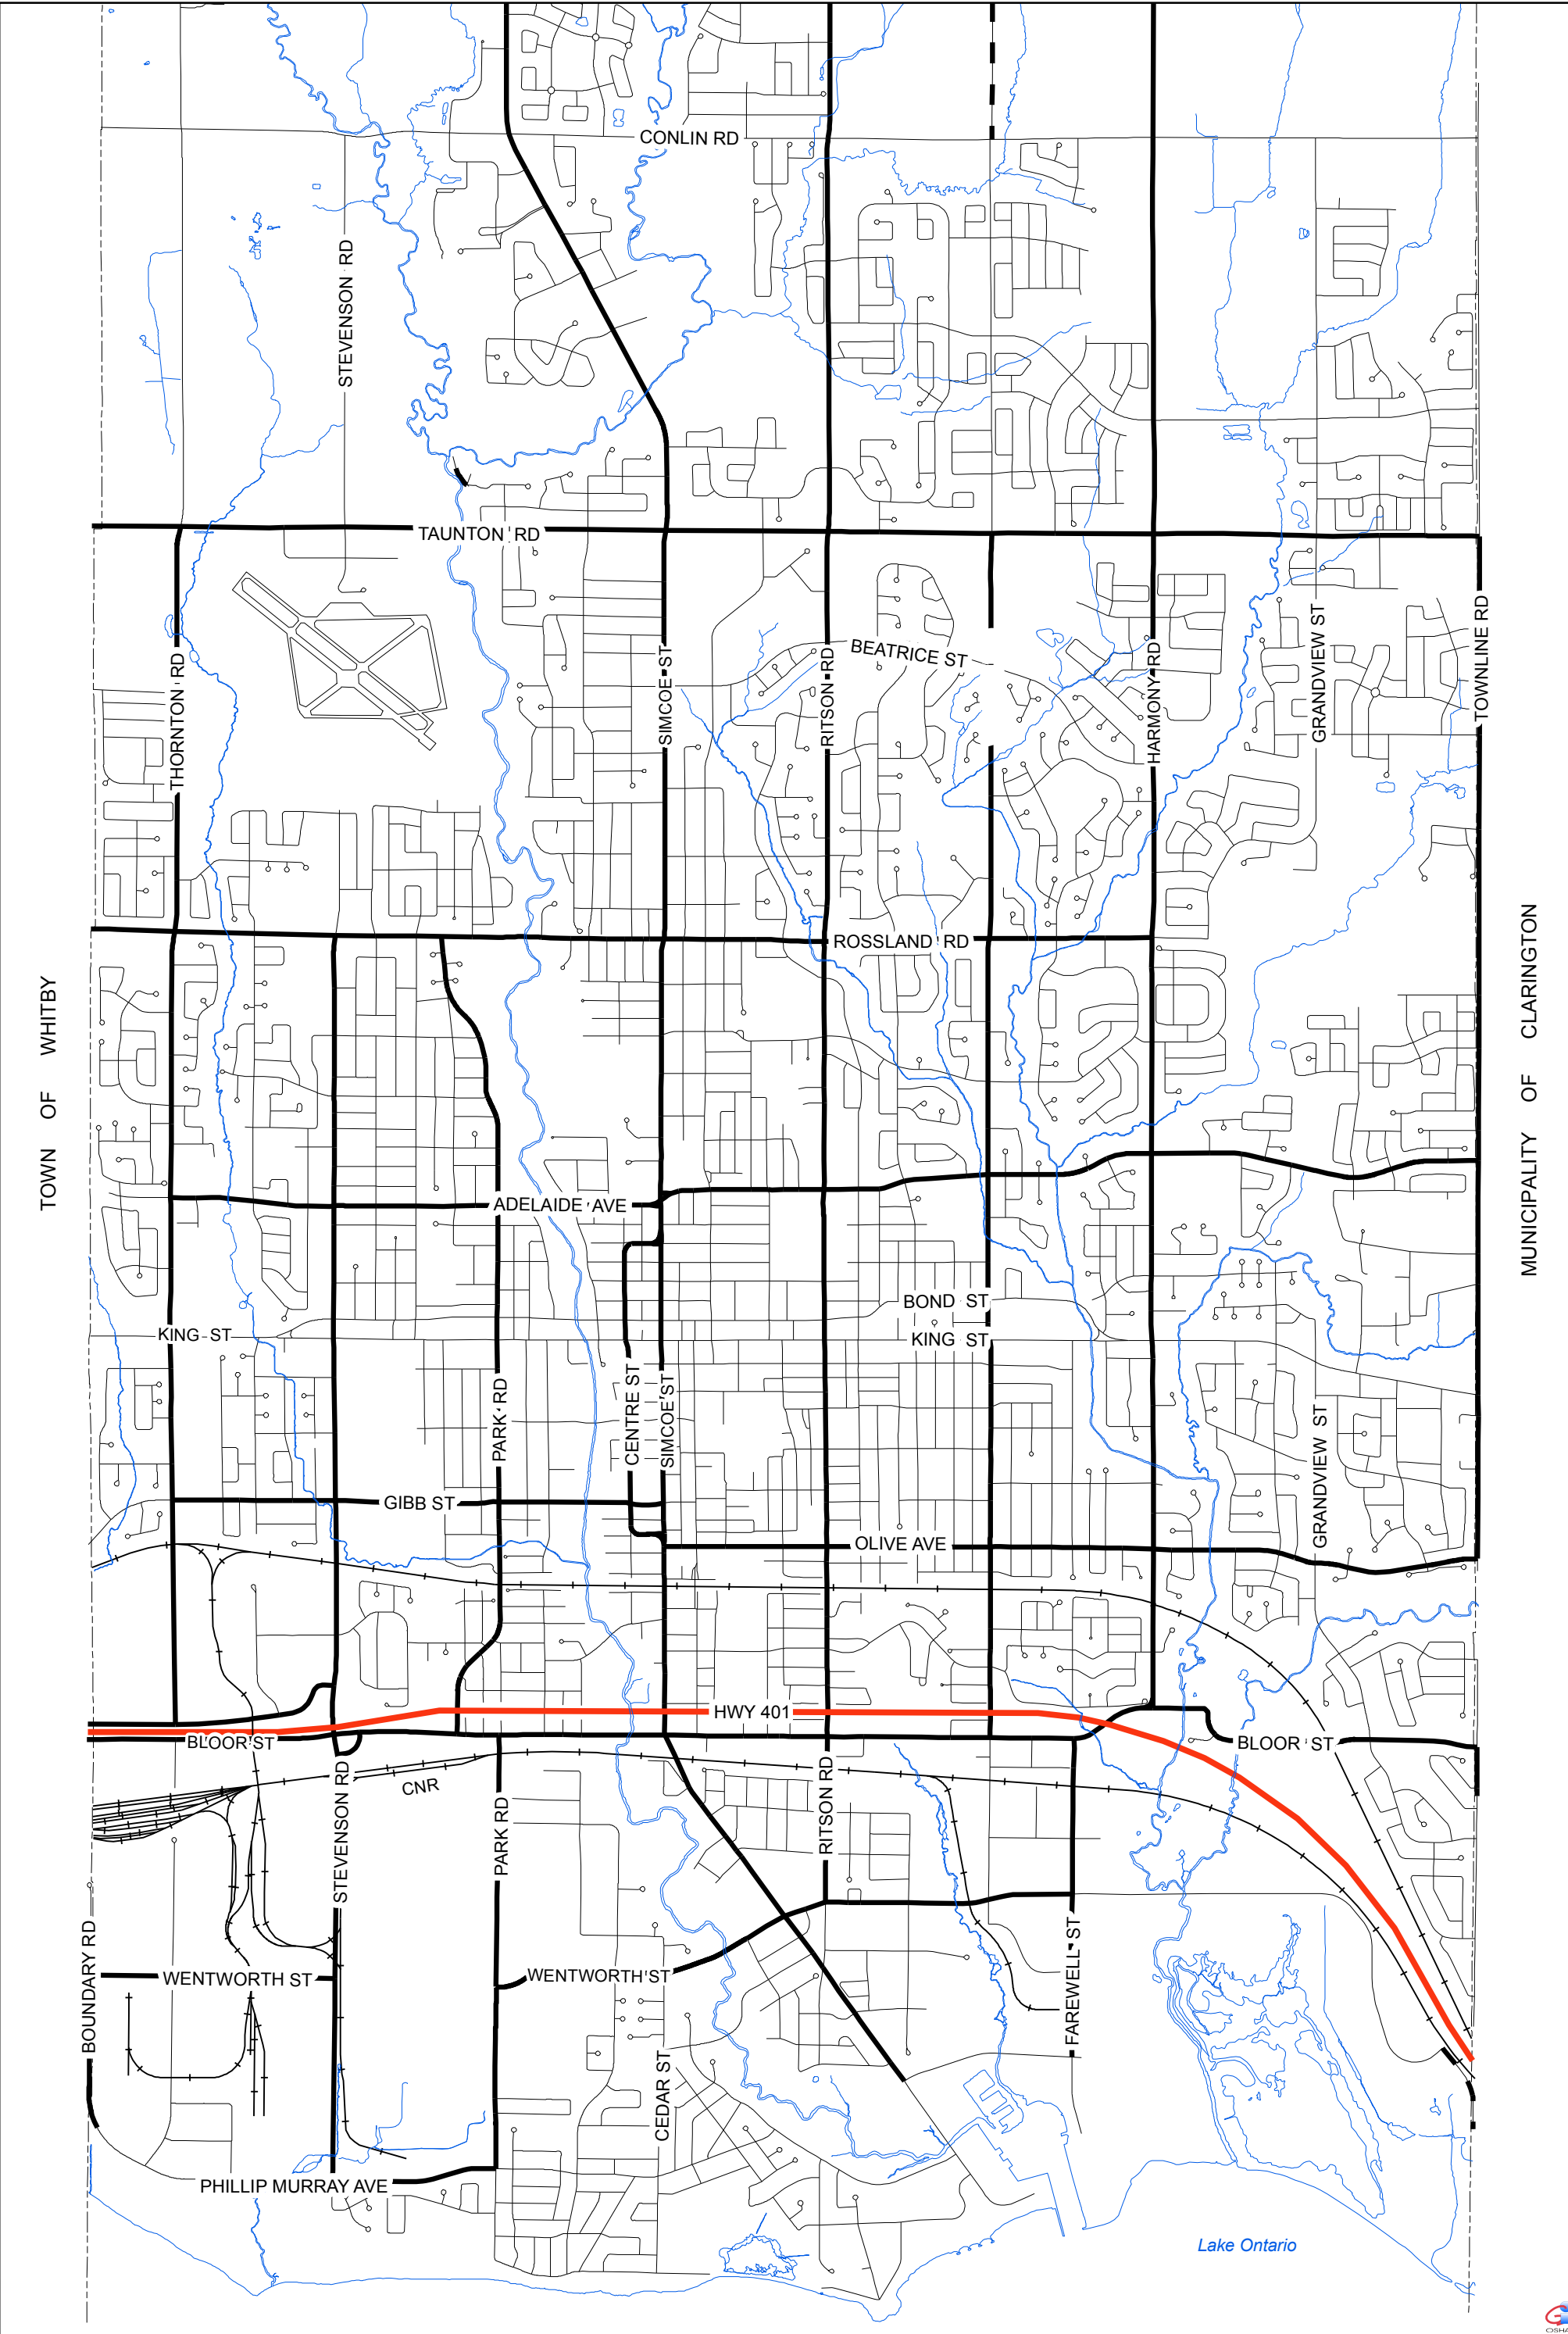 CONLIN RD
STEVENSON RD
TAUNTON RD
BEATRICE ST
THORNTON RD
SIMCOE ST
RITSON RD
HARMONY RD
GRANDVIEW ST
TOWNLINE RD
ROSSLAND RD
TOWN OF WHITBY
MUNICIPALITY OF CLARINGTON
ADELAIDE AVE
BOND ST
KING ST
KING ST
PARK RD
CENTRE ST
SIMCOE ST
GRANDVIEW ST
GIBB ST
OLIVE AVE
HWY 401
BLOOR ST
BLOOR ST
CNR
STEVENSON RD
PARK RD
RITSON RD
BOUNDARY RD
WENTWORTH ST
WENTWORTH ST
FAREWELL ST
CEDAR ST
PHILLIP MURRAY AVE
Lake Ontario